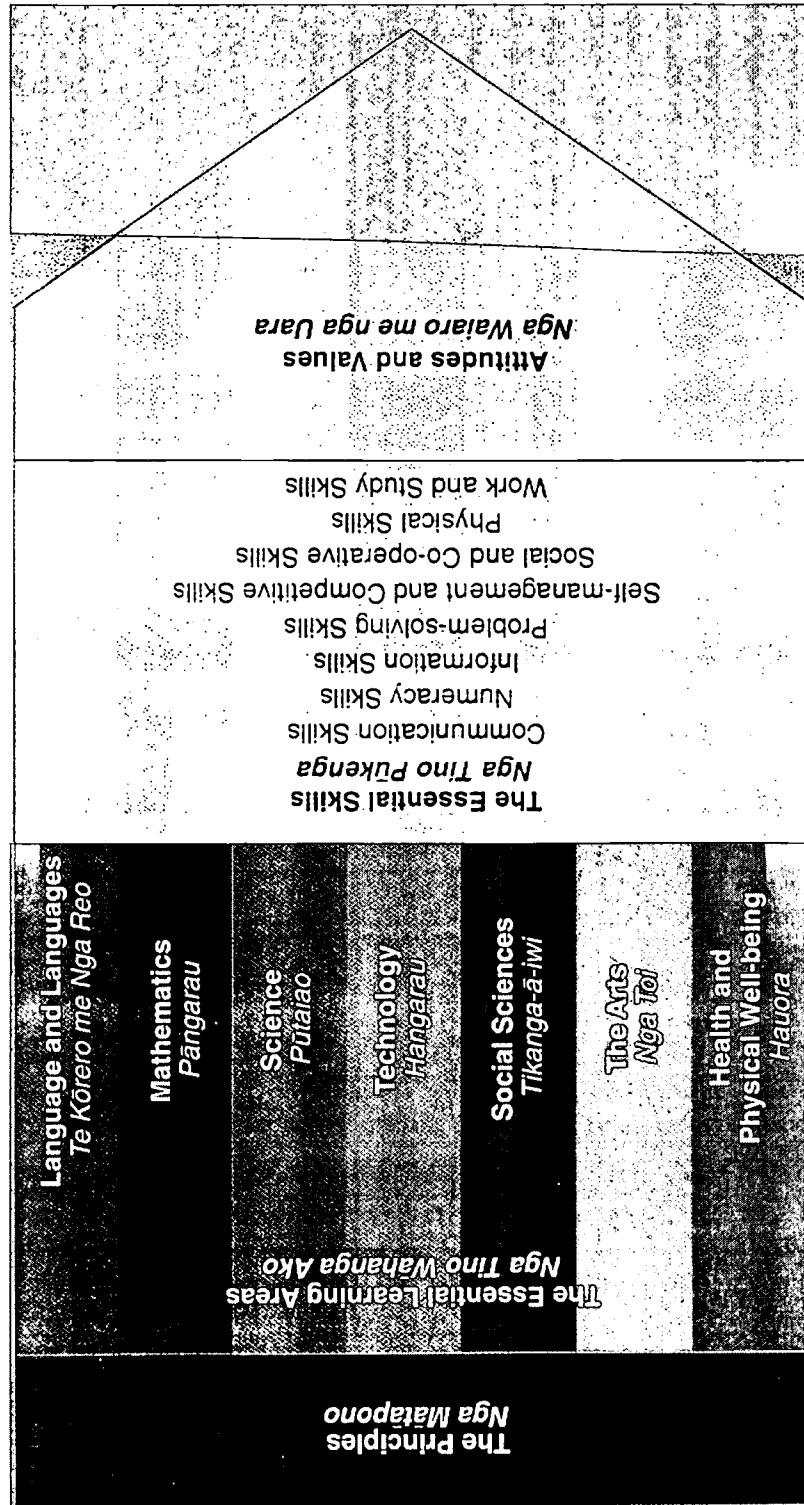 The Principles
Nga Mātāpono
The Essential Learning Areas
Nga Tino Wāhanga Ako
Health and
Physical Well-being
Hauora
The Arts
Nga Toi
Social Sciences
Tikanga-ā-iwi
Technology
Hangarau
Science
Pūtaiao
Mathematics
Pāngarau
Language and Languages
Te Kōrero me Nga Reo
The Essential Skills
Nga Tino Pūkenga
Communication Skills
Numeracy Skills
Information Skills
Problem-solving Skills
Self-management and Competitive Skills
Social and Co-operative Skills
Physical Skills
Work and Study Skills
Attitudes and Values
Nga Waiaro me nga Uara